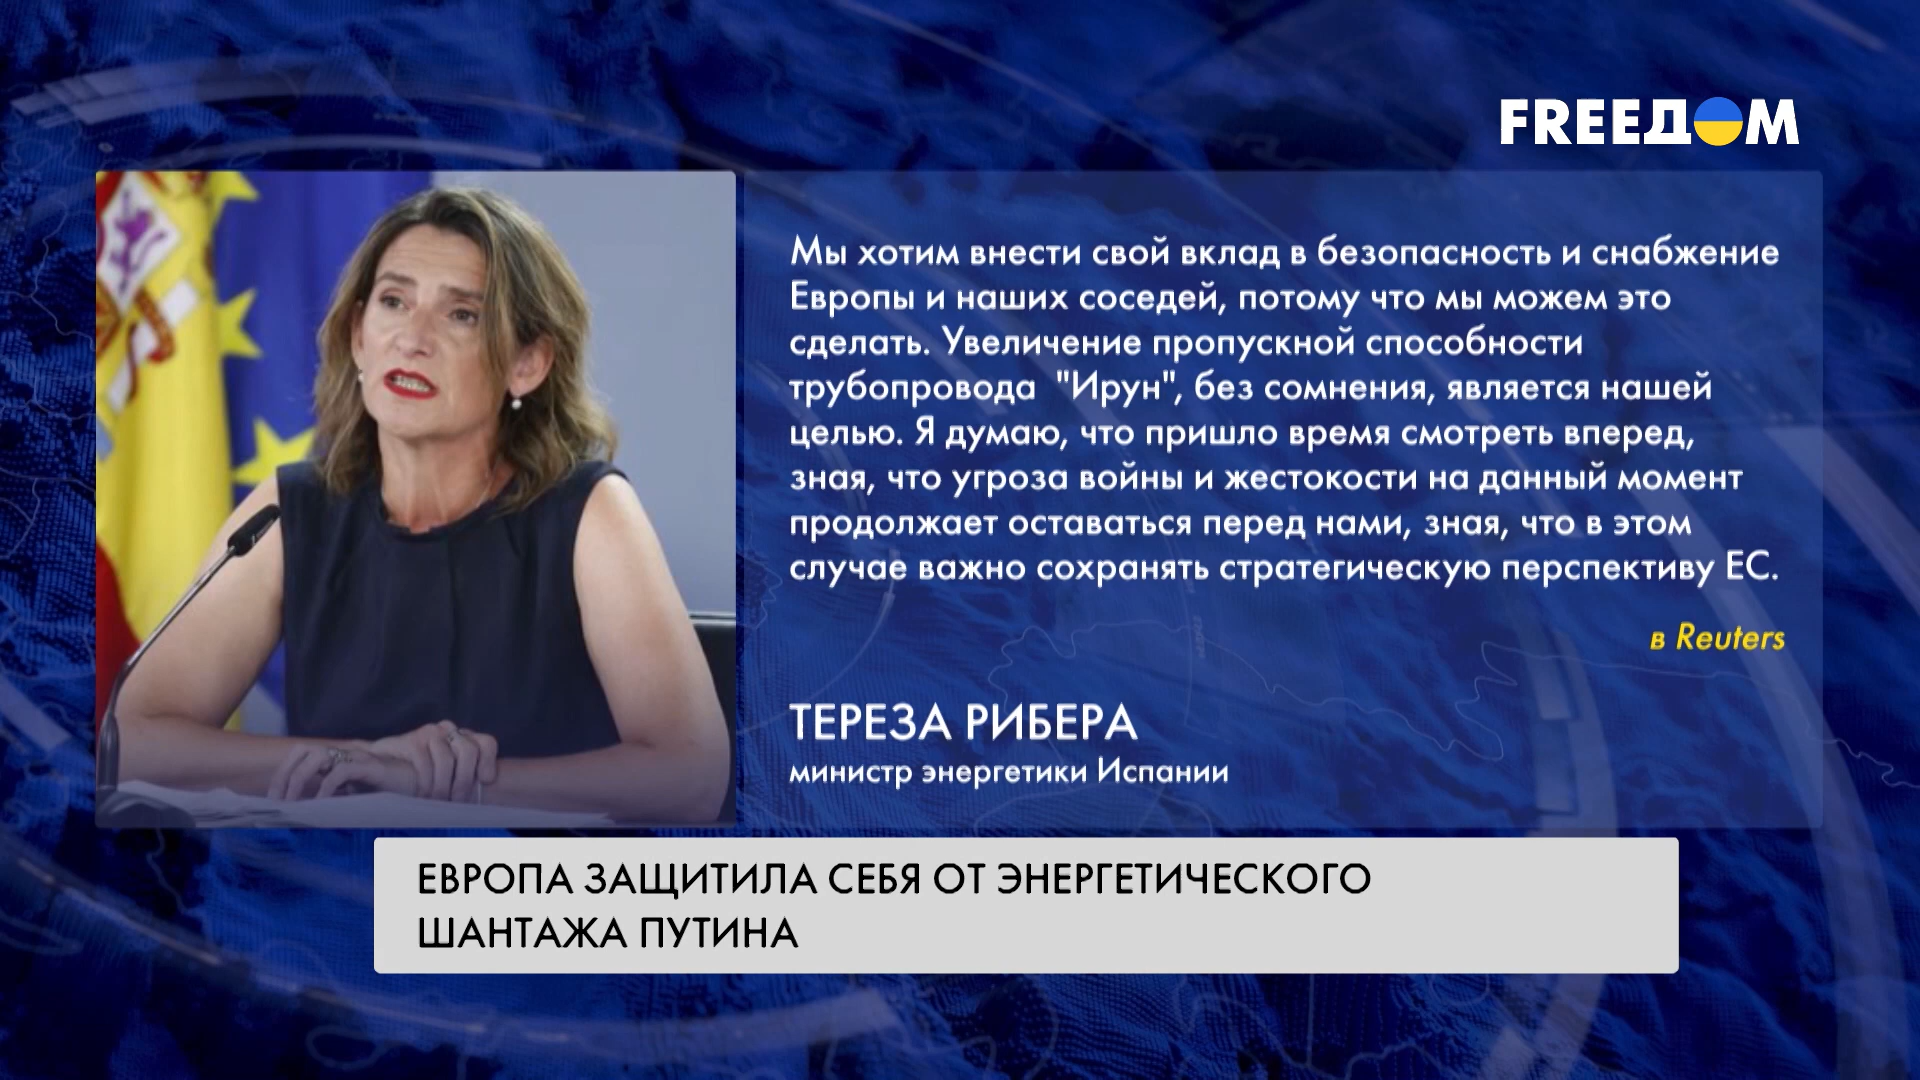 FREEДОМ
Мы хотим внести свой вклад в безопасность и снабжение
Европы и наших соседей, потому что мы можем это
сделать. Увеличение пропускной способности
трубопровода "Ирун", без сомнения, является нашей
целью. Я думаю, что пришло время смотреть вперед,
зная, что угроза войны и жестокости на данный момент
продолжает оставаться перед нами, зная, что в этом
случае важно сохранять стратегическую перспективу ЕС.
в Reuters
ТЕРЕЗА РИБЕРА
министр энергетики Испании
ЕВРОПА ЗАЩИТИЛА СЕБЯ ОТ ЭНЕРГЕТИЧЕСКОГО
ШАНТАЖА ПУТИНА